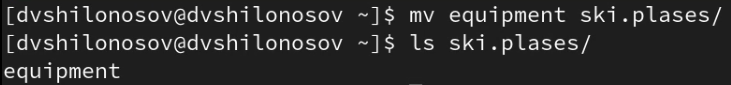 [dvshilonosov@dvshilonosov ~]$ mv equipment ski.plases/
[dvshilonosov@dvshilonosov ~]$ ls ski.plases/
equipment